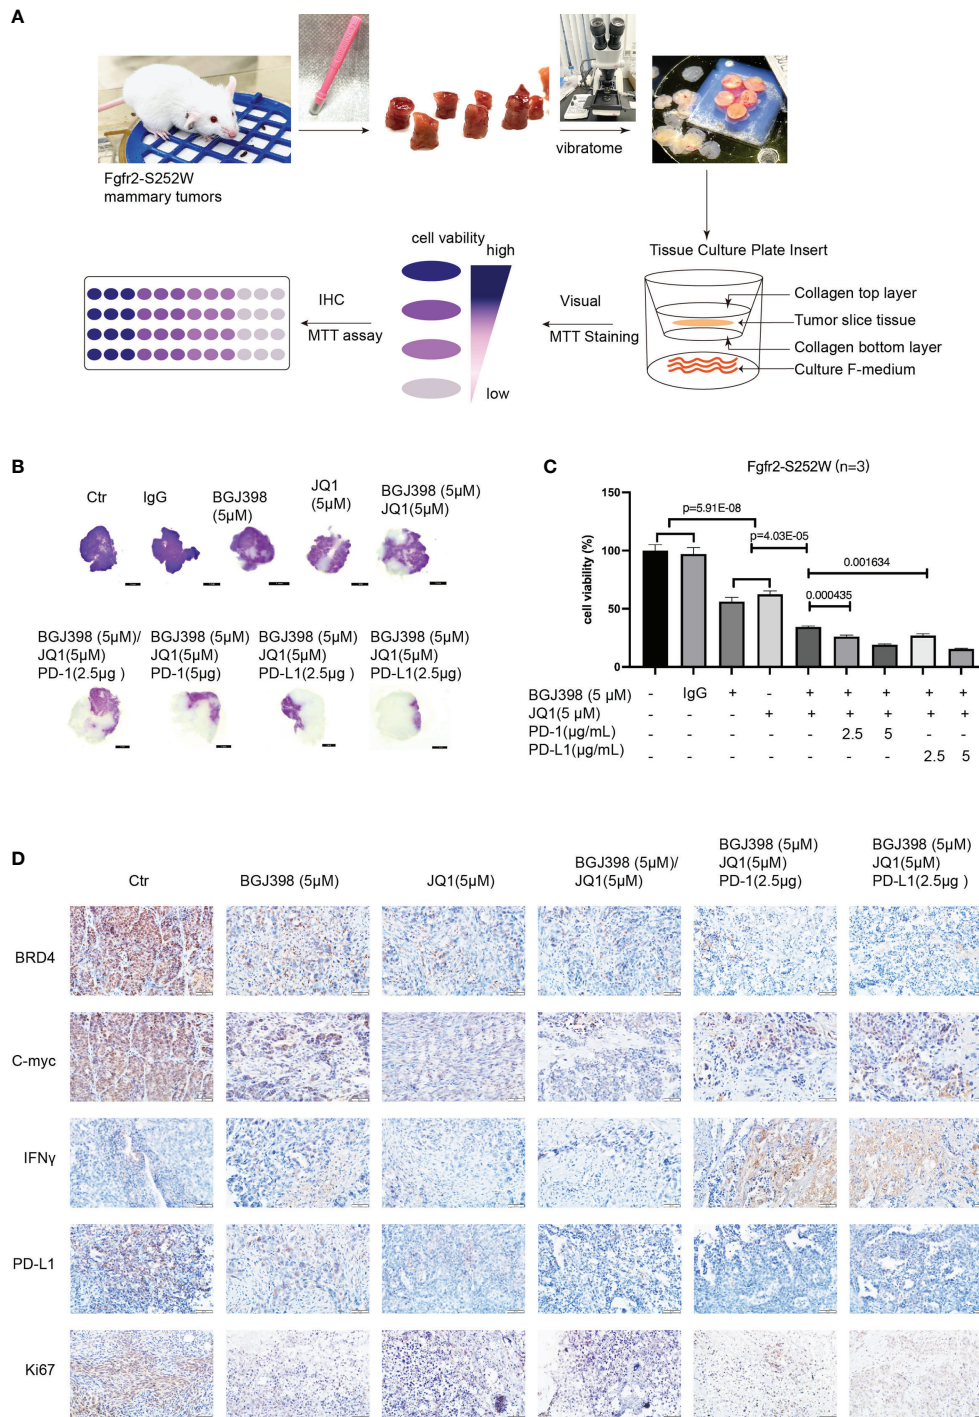 A
Fgfr2-S252W
mammary tumors
vibratome
Tissue Culture Plate Insert
Collagen top layer
Tumor slice tissue
Collagen bottom layer
Culture F-medium
Visual
MTT Staining
cell vability
high
low
IHC
MTT assay
B
Ctr
IgG
BGJ398
(5µM)
JQ1
(5µM)
BGJ398 (5µM)
JQ1(5µM)
BGJ398 (5µM)/
JQ1(5µM)
PD-1(2.5µg )
BGJ398 (5µM)
JQ1(5µM)
PD-1(5µg)
BGJ398 (5µM)
JQ1(5µM)
PD-L1(2.5µg )
BGJ398 (5µM)
JQ1(5µM)
PD-L1(5µg)
C
Fgfr2-S252W (n=3)
cell viability (%)
150
100
50
0
p=5.91E-08
p=4.03E-05
0.001634
0.000435
BGJ398 (5 µM) - IgG + - + + + + +
JQ1(5 µM) - - - + + + + + +
PD-1(µg/mL) - - - - - 2.5 5 - -
PD-L1(µg/mL) - - - - - - - 2.5 5
D
Ctr
BGJ398 (5µM)
JQ1(5µM)
BGJ398 (5µM)/
JQ1(5µM)
BGJ398 (5µM)
JQ1(5µM)
PD-1(2.5µg)
BGJ398 (5µM)
JQ1(5µM)
PD-L1(2.5µg )
BRD4
C-myc
IFNγ
PD-L1
Ki67